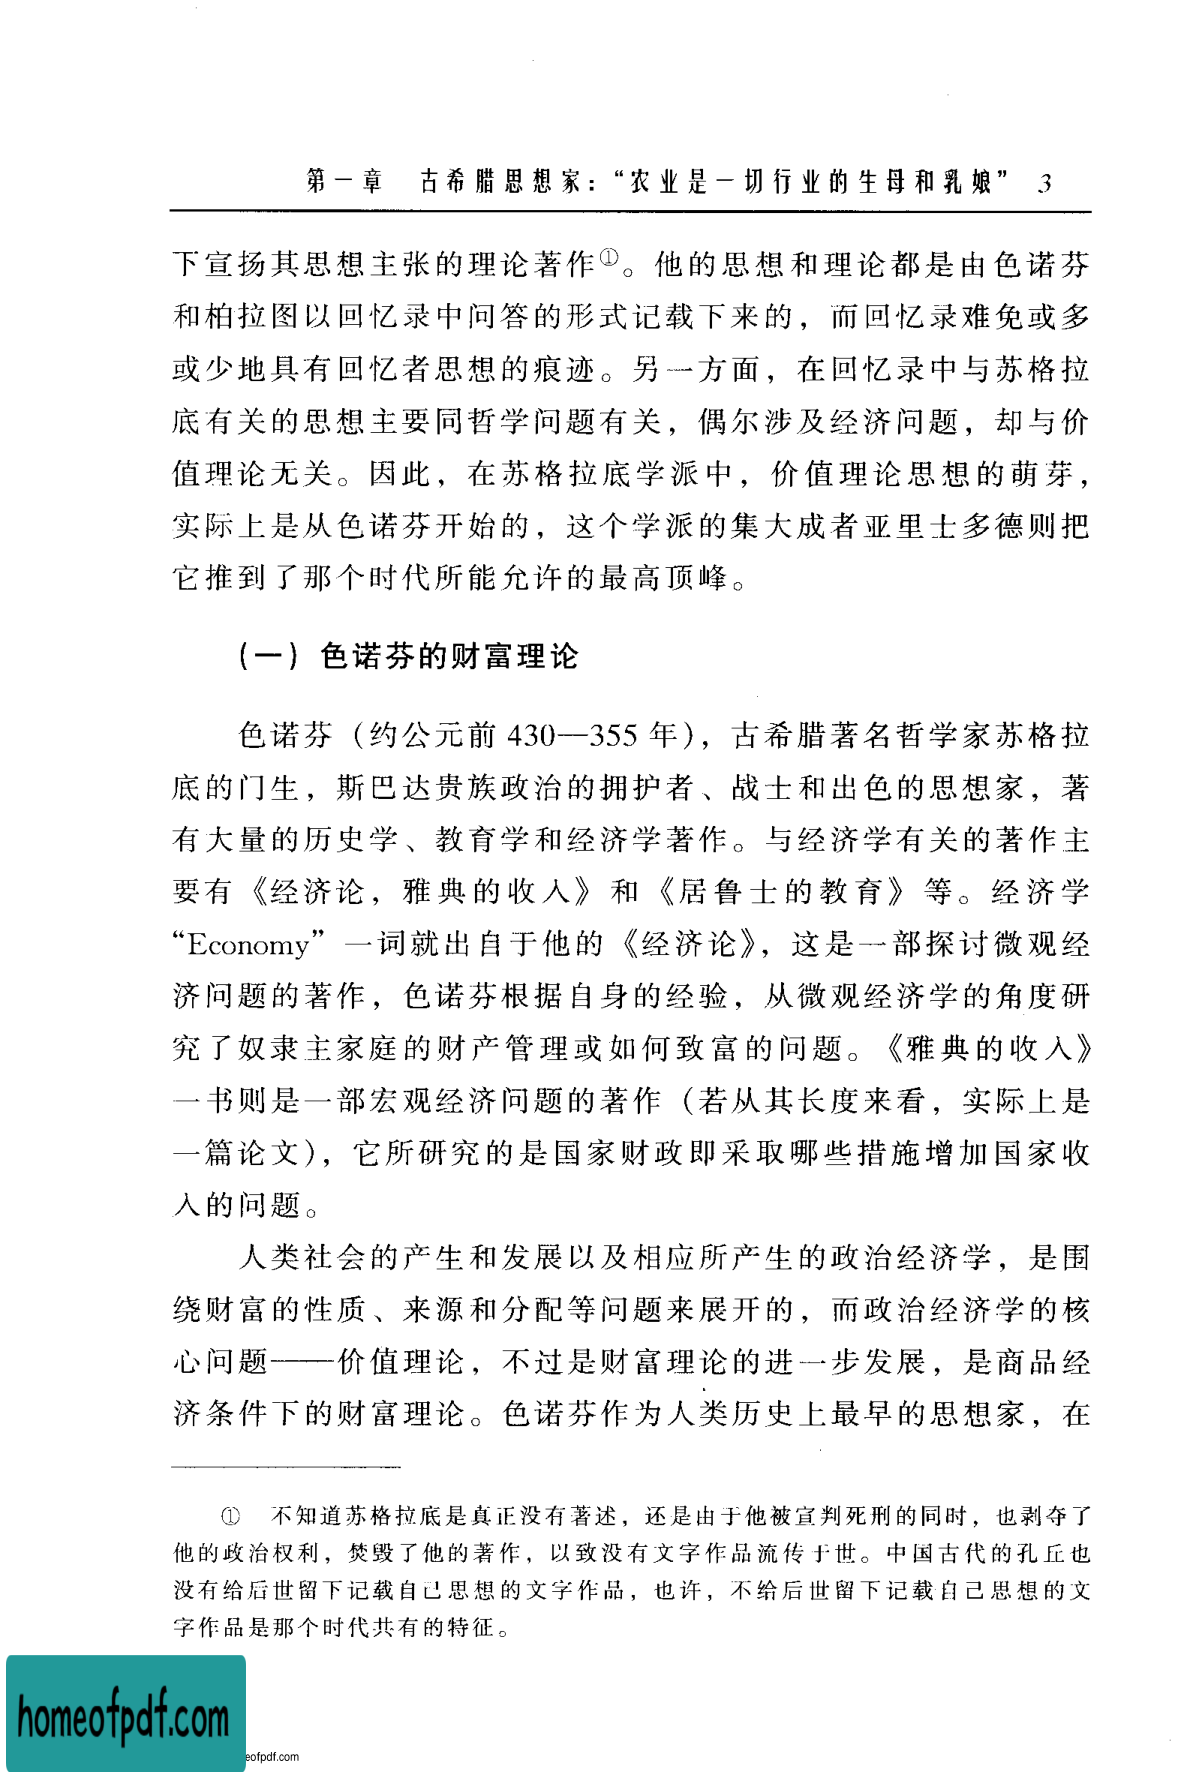 第一章 古希腊思想家：“农业是一切行业的生母和乳娘” 3
下宣扬其思想主张的理论著作①。他的思想和理论都是由色诺芬
和柏拉图以回忆录中问答的形式记载下来的，而回忆录难免或多
或少地具有回忆者思想的痕迹。另一方面，在回忆录中与苏格拉
底有关的思想主要同哲学问题有关，偶尔涉及经济问题，却与价
值理论无关。因此，在苏格拉底学派中，价值理论思想的萌芽，
实际上是从色诺芬开始的，这个学派的集大成者亚里士多德则把
它推到了那个时代所能允许的最高顶峰。
（一）色诺芬的财富理论
色诺芬（约公元前 430—355 年），古希腊著名哲学家苏格拉
底的门生，斯巴达贵族政治的拥护者、战士和出色的思想家，著
有大量的历史学、教育学和经济学著作。与经济学有关的著作主
要有《经济论，雅典的收入》和《居鲁士的教育》等。经济学
“Economy”一词就出自于他的《经济论》，这是一部探讨微观经
济问题的著作，色诺芬根据自身的经验，从微观经济学的角度研
究了奴隶主家庭的财产管理或如何致富的问题。《雅典的收入》
一书则是一部宏观经济问题的著作（若从其长度来看，实际上是
一篇论文），它所研究的是国家财政即采取哪些措施增加国家收
入的问题。
人类社会的产生和发展以及相应所产生的政治经济学，是围
绕财富的性质、来源和分配等问题来展开的，而政治经济学的核
心问题——价值理论，不过是财富理论的进一步发展，是商品经
济条件下的财富理论。色诺芬作为人类历史上最早的思想家，在
① 不知道苏格拉底是真正没有著述，还是由于他被宣判死刑的同时，也剥夺了
他的政治权利，焚毁了他的著作，以致没有文字作品流传于世。中国古代的孔丘也
没有给后世留下记载自己思想的文字作品，也许，不给后世留下记载自己思想的文
字作品是那个时代共有的特征。
homeofpdf.com
eofpdf.com